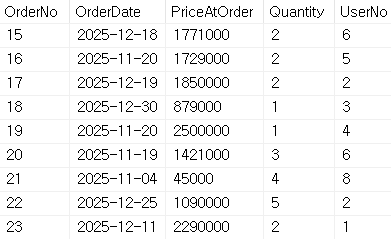 OrderNo OrderDate PriceAtOrder Quantity UserNo
15 2025-12-18 1771000 2 6
16 2025-11-20 1729000 2 5
17 2025-12-19 1850000 2 2
18 2025-12-30 879000 1 3
19 2025-11-20 2500000 1 4
20 2025-11-19 1421000 3 6
21 2025-11-04 45000 4 8
22 2025-12-25 1090000 5 2
23 2025-12-11 2290000 2 1